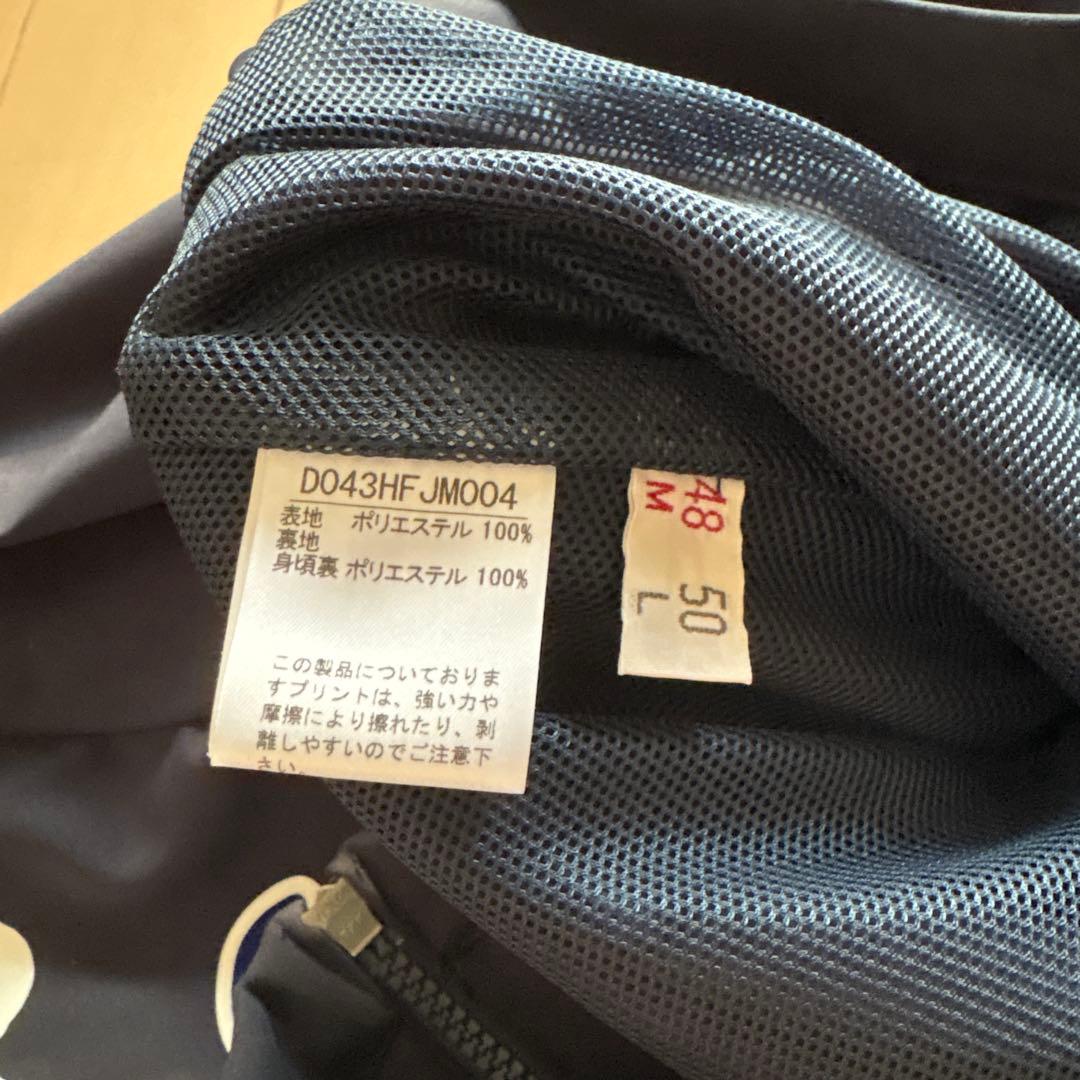 D043HFJM004
表地 ポリエステル 100%
裏地
身頃裏 ポリエステル 100%
この製品についておりま
すプリントは、強い力や
摩擦により擦れたり、剥
離しやすいのでご注意下
さい。
48
M
50
L